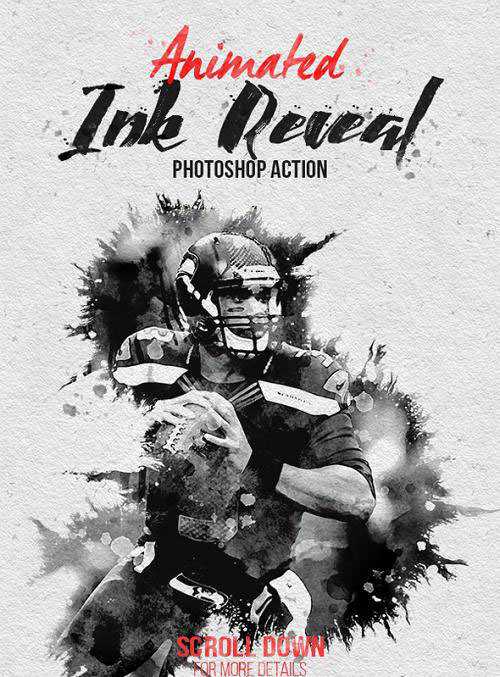 Animated
Ink Reveal
PHOTOSHOP ACTION
SCROLL DOWN
FOR MORE DETAILS